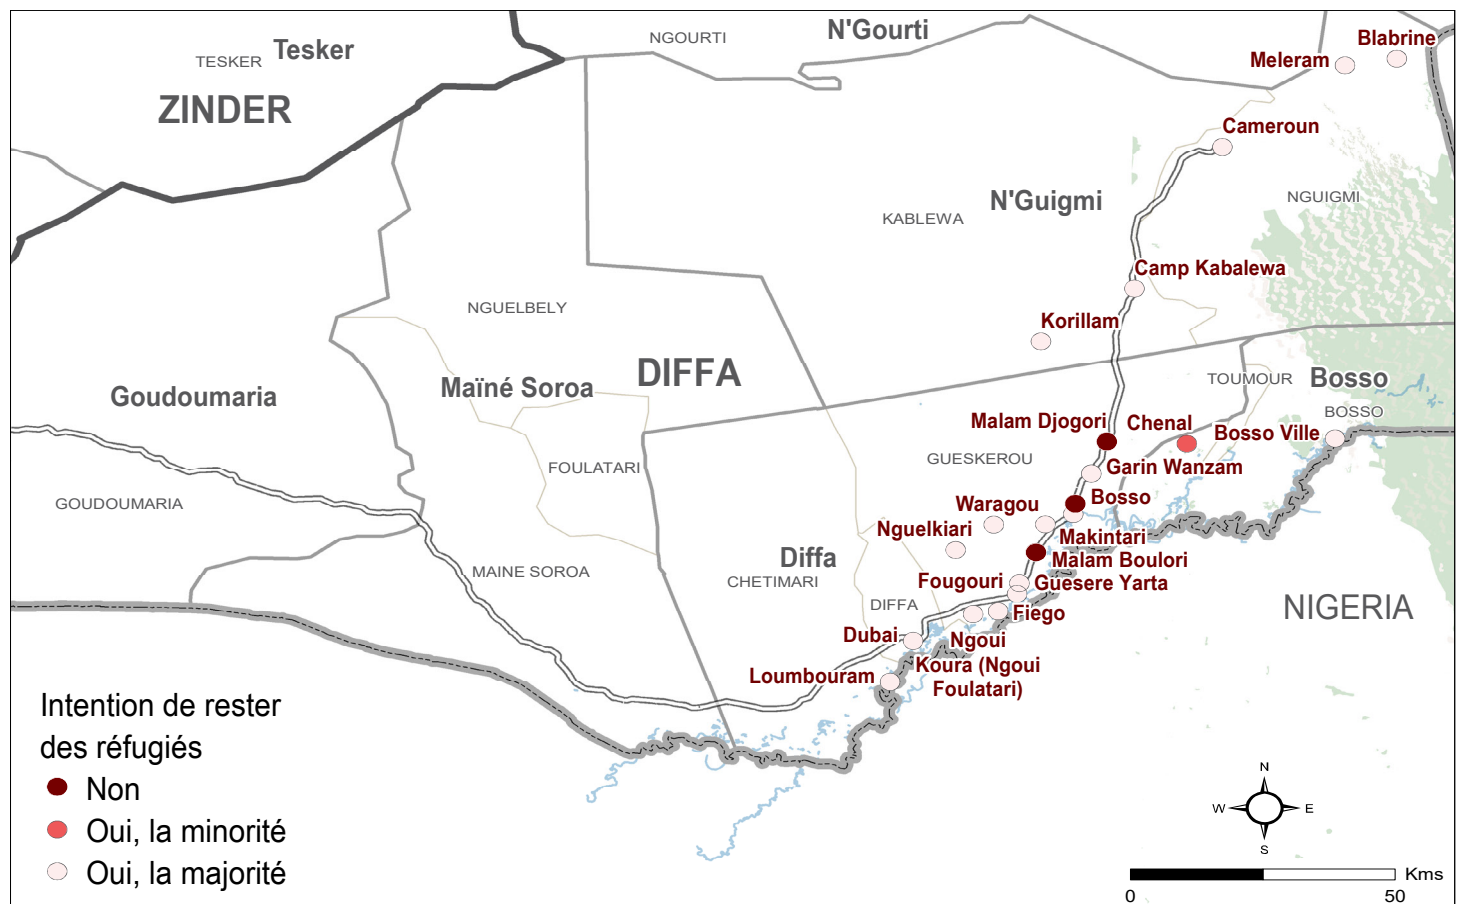 N'Gourti
NGOURTI
Blabrine
Tesker
TESKER
Meleram
ZINDER
Cameroun
N'Guigmi
NGUIGMI
KABLEWA
Camp Kabalewa
NGUELBELY
Korillam
DIFFA
TOUMOUR
Bosso
Maïné Soroa
Goudoumaria
BOSSO
Malam Djogori
Chenal
Bosso Ville
GUESKEROU
FOULATARI
Garin Wanzam
GOUDOUMARIA
Bosso
Waragou
Nguelkiari
Makintari
Diffa
Malam Boulori
MAINE SOROA
CHETIMARI
Fougouri
Guesere Yarta
DIFFA
NIGERIA
Fiego
Dubai
Ngoui
Loumbouram
Koura (Ngoui
Foulatari)
Intention de rester
des réfugiés
Non
Oui, la minorité
Oui, la majorité
N
W
E
S
Kms
0
50